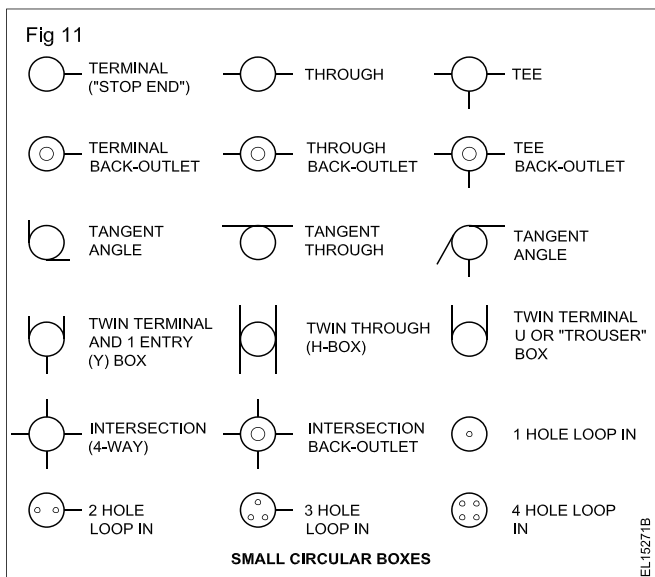 Fig 11
TERMINAL
("STOP END")
THROUGH
TEE
TERMINAL
BACK-OUTLET
THROUGH
BACK-OUTLET
TEE
BACK-OUTLET
TANGENT
ANGLE
TANGENT
THROUGH
TANGENT
ANGLE
TWIN TERMINAL
AND 1 ENTRY
(Y) BOX
TWIN THROUGH
(H-BOX)
TWIN TERMINAL
U OR "TROUSER"
BOX
INTERSECTION
(4-WAY)
INTERSECTION
BACK-OUTLET
1 HOLE LOOP IN
2 HOLE
LOOP IN
3 HOLE
LOOP IN
4 HOLE LOOP
IN
SMALL CIRCULAR BOXES
EL15271B